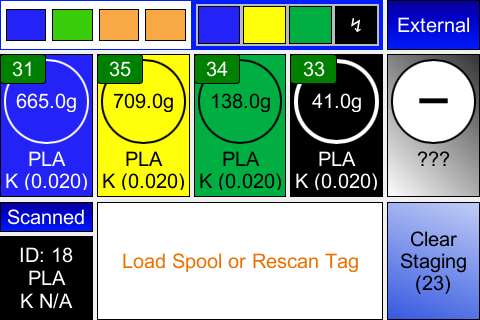 ↯
External
31
35
34
33
665.0g
709.0g
138.0g
41.0g
PLA
K (0.020)
PLA
K (0.020)
PLA
K (0.020)
PLA
K (0.020)
???
Scanned
ID: 18
PLA
K N/A
Load Spool or Rescan Tag
Clear
Staging
(23)